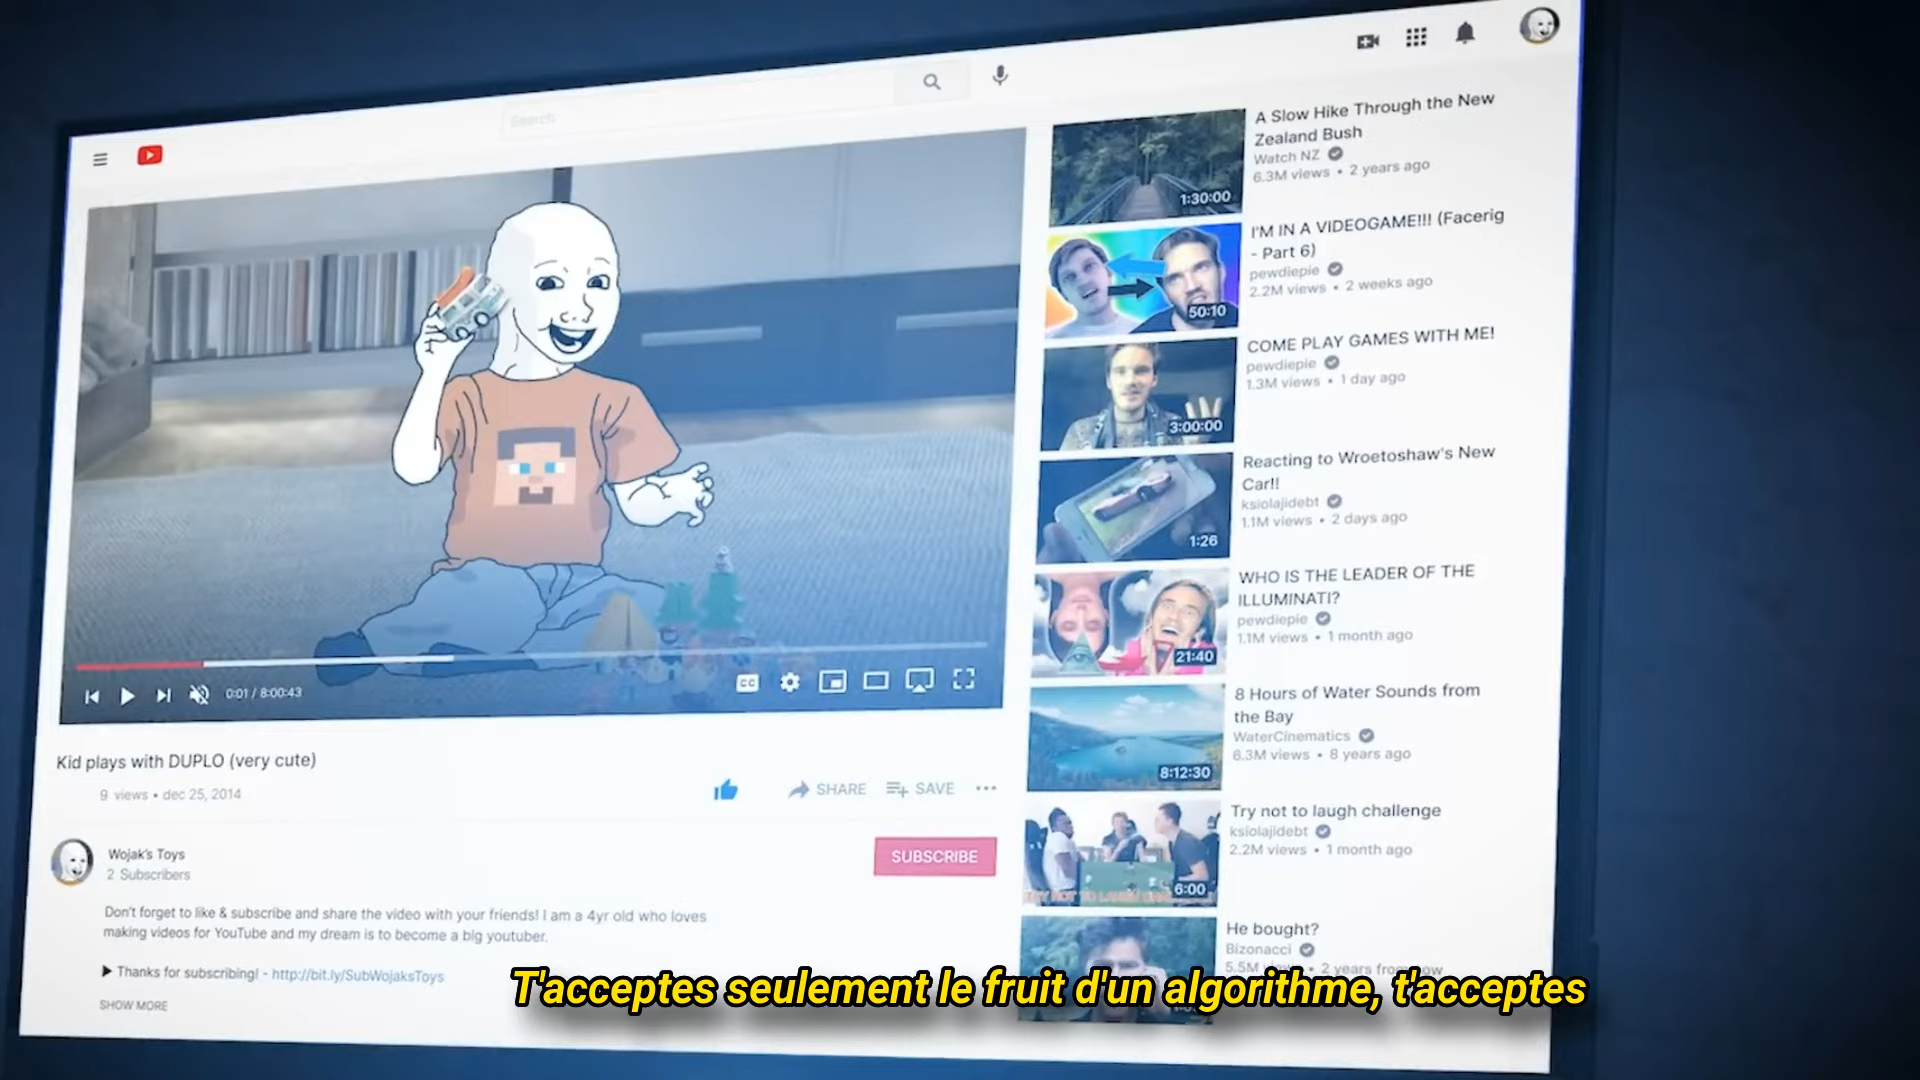 Search
1:30:00
A Slow Hike Through the New
Zealand Bush
Watch NZ
6.3M views • 2 years ago
50:10
I'M IN A VIDEOGAME!!! (Facerig
- Part 6)
pewdiepie
2.2M views • 2 weeks ago
3:00:00
COME PLAY GAMES WITH ME!
pewdiepie
1.3M views • 1 day ago
1:26
Reacting to Wroetoshaw's New
Car!!
ksiolajidebt
1.1M views • 2 days ago
21:40
WHO IS THE LEADER OF THE
ILLUMINATI?
pewdiepie
1.1M views • 1 month ago
8:12:30
8 Hours of Water Sounds from
the Bay
WaterCinematics
6.3M views • 8 years ago
6:00
Try not to laugh challenge
ksiolajidebt
2.2M views • 1 month ago
He bought?
Bizonacci
5.5M • 2 years from
0:01 / 8:00:43
CC
Kid plays with DUPLO (very cute)
9 views • dec 25, 2014
SHARE SAVE
Wojak's Toys
2 Subscribers
SUBSCRIBE
Don't forget to like & subscribe and share the video with your friends! I am a 4yr old who loves
making videos for YouTube and my dream is to become a big youtuber.
▶ Thanks for subscribing! - http://bit.ly/SubWojaksToys
SHOW MORE
T'acceptes seulement le fruit d'un algorithme, t'acceptes